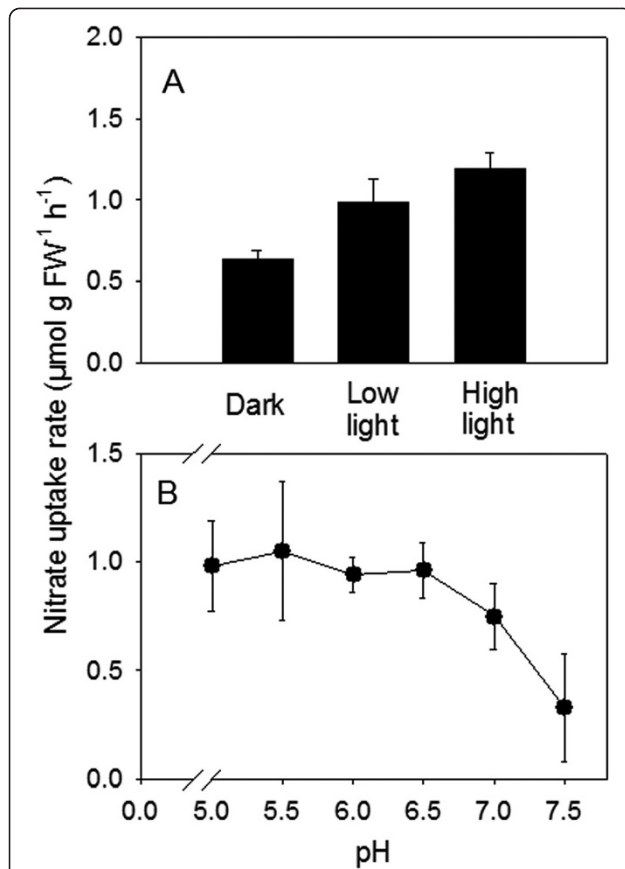 Nitrate uptake rate (µmol g FW⁻¹ h⁻¹)
A
2.0
1.5
1.0
0.5
0.0
Dark
Low
light
High
light
B
1.5
1.0
0.5
0.0
0.0 5.0 5.5 6.0 6.5 7.0 7.5
pH